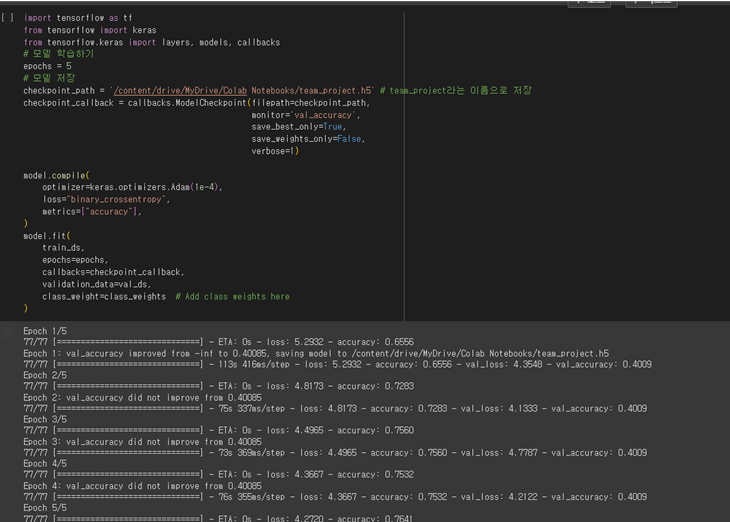 [ ] import tensorflow as tf
from tensorflow import keras
from tensorflow.keras import layers, models, callbacks
# 모델 학습하기
epochs = 5
# 모델 저장
checkpoint_path = '/content/drive/MyDrive/Colab Notebooks/team_project.h5' # team_project라는 이름으로 저장
checkpoint_callback = callbacks.ModelCheckpoint(filepath=checkpoint_path,
monitor='val_accuracy',
save_best_only=True,
save_weights_only=False,
verbose=1)
model.compile(
optimizer=keras.optimizers.Adam(1e-4),
loss="binary_crossentropy",
metrics=["accuracy"],
)
model.fit(
train_ds,
epochs=epochs,
callbacks=checkpoint_callback,
validation_data=val_ds,
class_weight=class_weights # Add class weights here
)
Epoch 1/5
77/77 [==============================] - ETA: 0s - loss: 5.2932 - accuracy: 0.6556
Epoch 1: val_accuracy improved from -inf to 0.40085, saving model to /content/drive/MyDrive/Colab Notebooks/team_project.h5
77/77 [==============================] - 113s 416ms/step - loss: 5.2932 - accuracy: 0.6556 - val_loss: 4.3548 - val_accuracy: 0.4009
Epoch 2/5
77/77 [==============================] - ETA: 0s - loss: 4.8173 - accuracy: 0.7283
Epoch 2: val_accuracy did not improve from 0.40085
77/77 [==============================] - 75s 337ms/step - loss: 4.8173 - accuracy: 0.7283 - val_loss: 4.1333 - val_accuracy: 0.4009
Epoch 3/5
77/77 [==============================] - ETA: 0s - loss: 4.4965 - accuracy: 0.7560
Epoch 3: val_accuracy did not improve from 0.40085
77/77 [==============================] - 73s 369ms/step - loss: 4.4965 - accuracy: 0.7560 - val_loss: 4.7787 - val_accuracy: 0.4009
Epoch 4/5
77/77 [==============================] - ETA: 0s - loss: 4.3667 - accuracy: 0.7532
Epoch 4: val_accuracy did not improve from 0.40085
77/77 [==============================] - 76s 355ms/step - loss: 4.3667 - accuracy: 0.7532 - val_loss: 4.2122 - val_accuracy: 0.4009
Epoch 5/5
77/77 [==============================] - ETA: 0s - loss: 4.2720 - accuracy: 0.7641